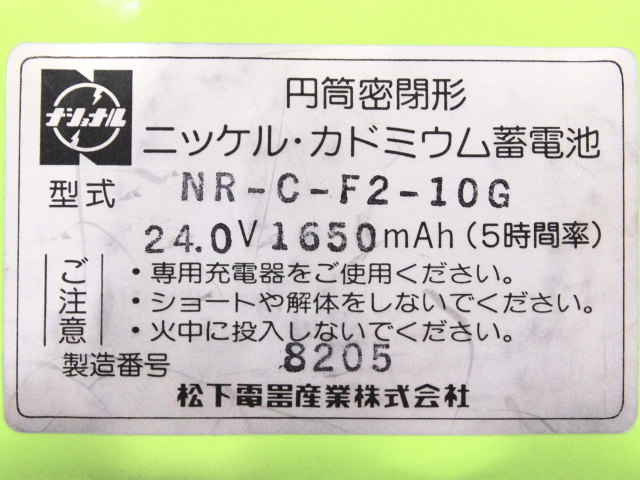 ナショナル
円筒密閉形
ニッケル・カドミウム蓄電池
型式 NR-C-F2-10G
24.0V 1650mAh(5時間率)
ご注意
・専用充電器をご使用ください。
・ショートや解体をしないでください。
・火中に投入しないでください。
製造番号 8205
松下電器産業株式会社